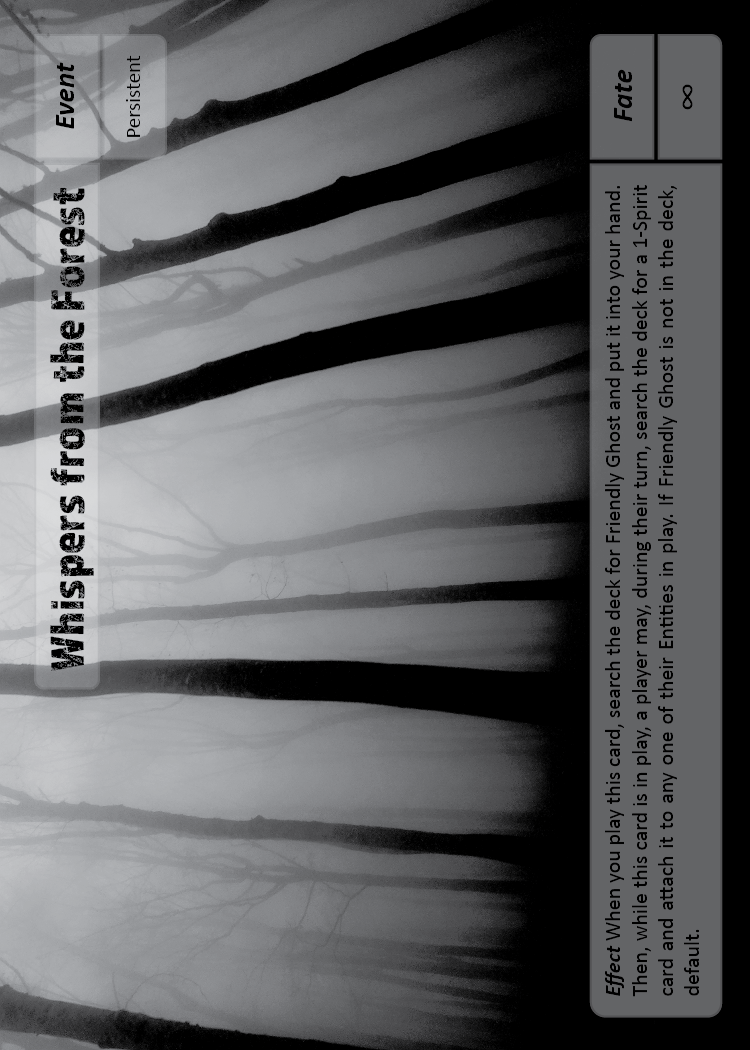 Whispers from the Forest
Event
Persistent
Effect When you play this card, search the deck for Friendly Ghost and put it into your hand.
Then, while this card is in play, a player may, during their turn, search the deck for a 1-Spirit
card and attach it to any one of their Entities in play. If Friendly Ghost is not in the deck,
default.
Fate
∞